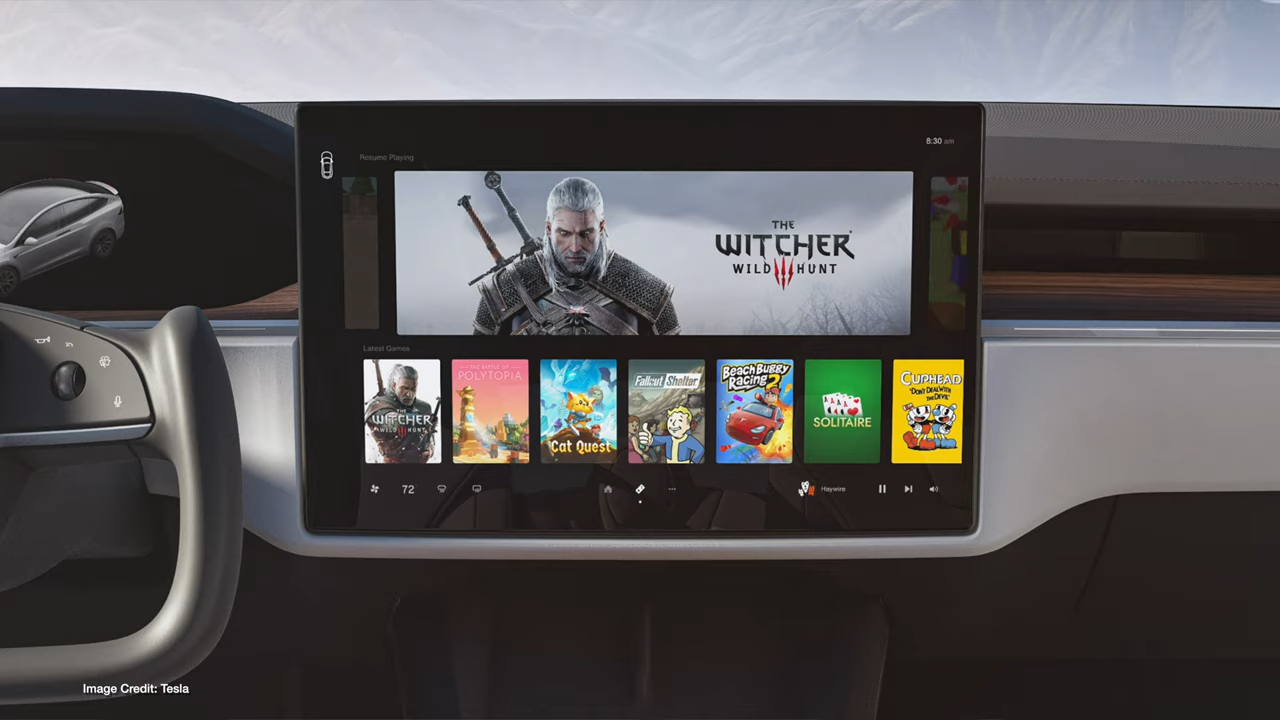 8:30 am
Resume Playing
THE
WITCHER
WILD HUNT
Latest Games
THE
WITCHER
WILD HUNT
THE BATTLE OF
POLYTOPIA
Cat Quest
Fallout Shelter
Beach Buggy
Racing 2
SOLITAIRE
CUPHEAD
"DON'T DEAL WITH
THE DEVIL"
72
Haywire
Image Credit: Tesla